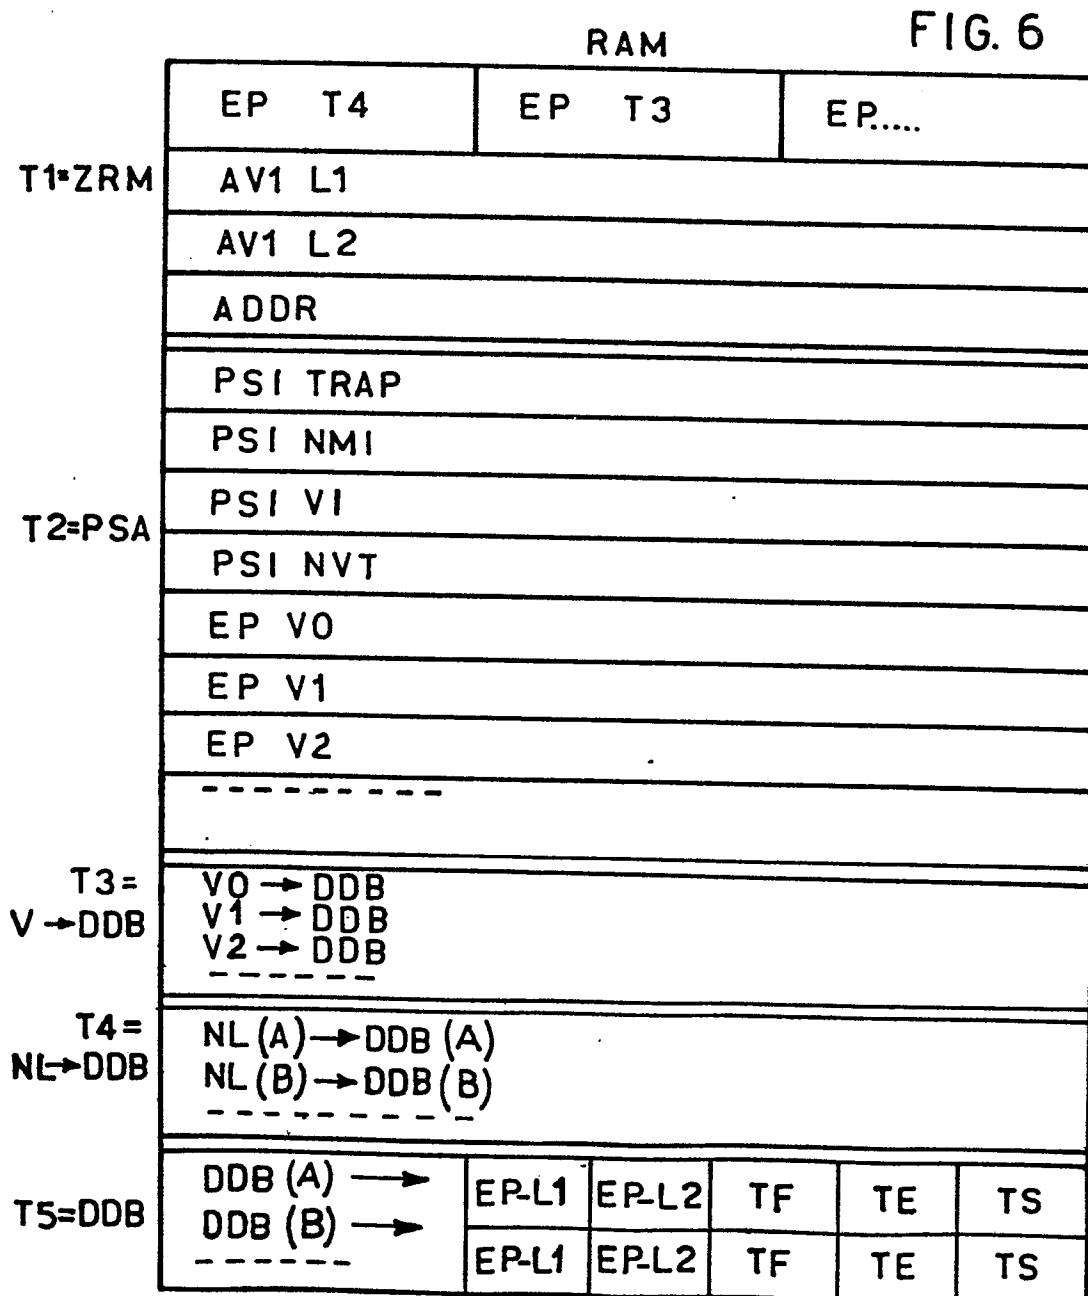 FIG. 6
RAM
EP T4 EP T3 EP.....
T1=ZRM AV1 L1
AV1 L2
ADDR
PSI TRAP
PSI NMI
T2=PSA PSI VI
PSI NVT
EP V0
EP V1
EP V2
---------
T3= V0 → DDB
V → DDB V1 → DDB
V2 → DDB
-------
T4= NL (A) → DDB (A)
NL→DDB NL (B) → DDB (B)
----------
T5=DDB DDB (A) → EP-L1 EP-L2 TF TE TS
DDB (B) → EP-L1 EP-L2 TF TE TS
------